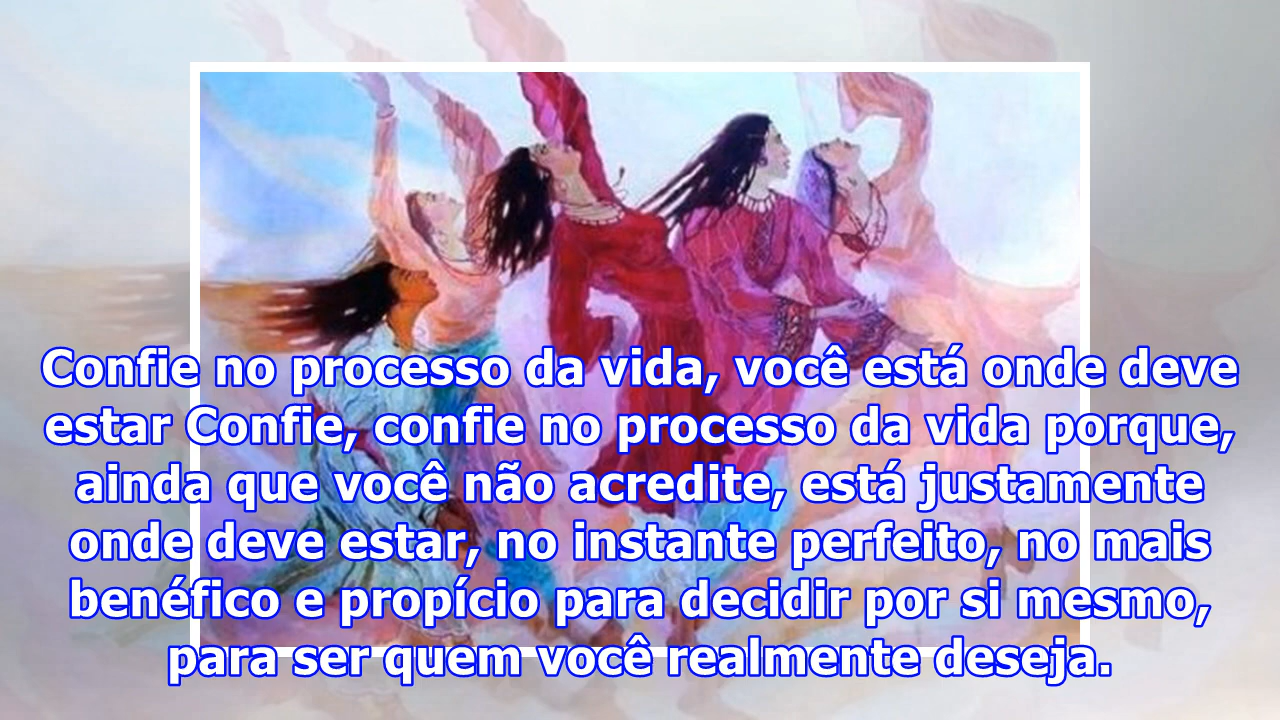 Confie no processo da vida, você está onde deve
estar Confie, confie no processo da vida porque,
ainda que você não acredite, está justamente
onde deve estar, no instante perfeito, no mais
benéfico e propício para decidir por si mesmo,
para ser quem você realmente deseja.